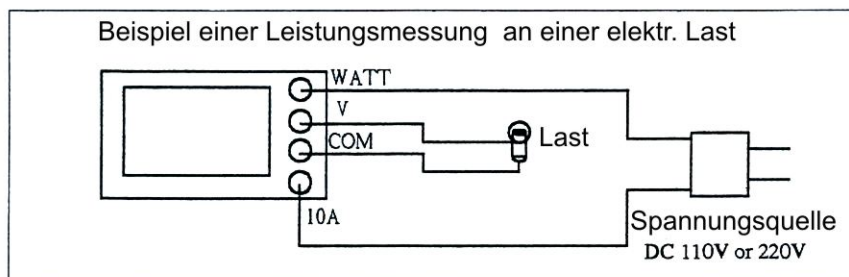 Beispiel einer Leistungsmessung an einer elektr. Last
WATT
V
COM
Last
10A
Spannungsquelle
DC 110V or 220V